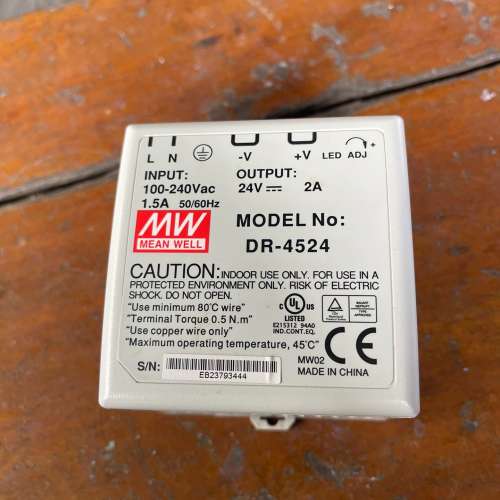 L N -V +V LED ADJ
INPUT: OUTPUT:
100-240Vac 24V 2A
1.5A 50/60Hz
MW
MEAN WELL
MODEL No:
DR-4524
CAUTION: INDOOR USE ONLY. FOR USE IN A
PROTECTED ENVIRONMENT ONLY. RISK OF ELECTRIC
SHOCK. DO NOT OPEN.
"Use minimum 80°C wire"
"Terminal Torque 0.5 N.m"
"Use copper wire only"
"Maximum operating temperature, 45°C"
c UL US
LISTED
E215312 94A0
IND.CONT.EQ.
CE
MW02
MADE IN CHINA
S/N:
EB23793444